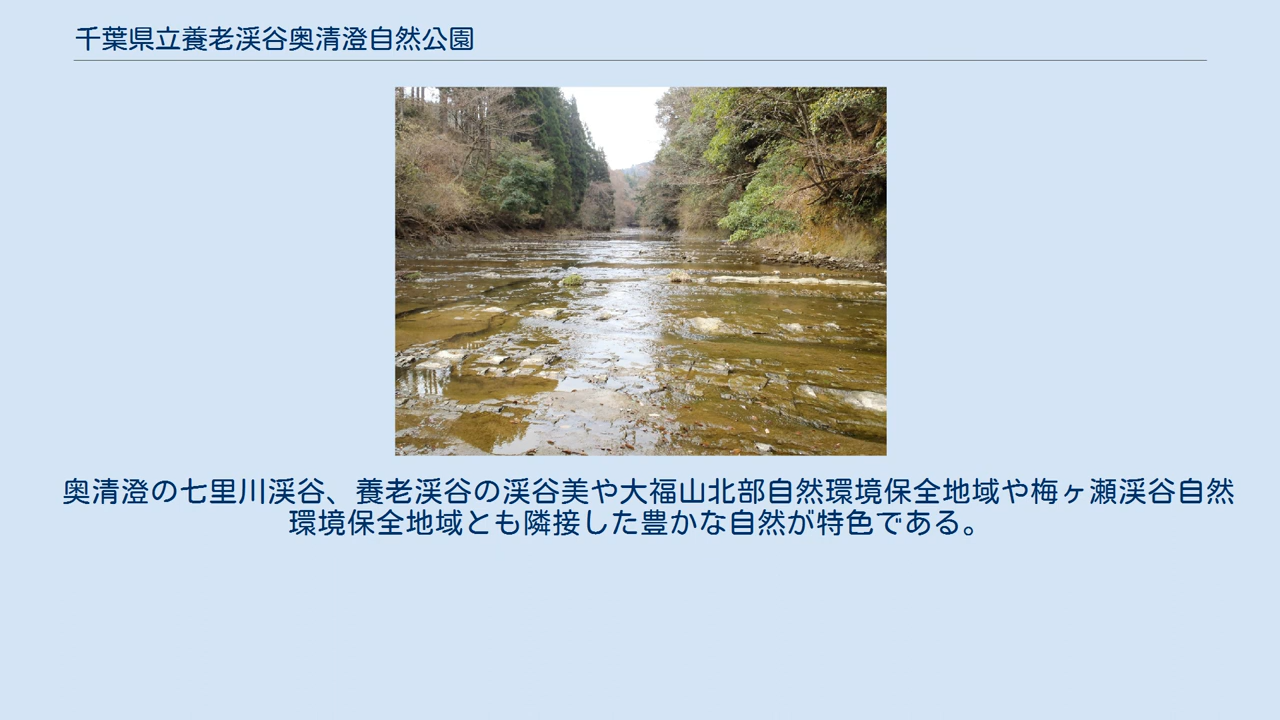 千葉県立養老渓谷奥清澄自然公園
奥清澄の七里川渓谷、養老渓谷の渓谷美や大福山北部自然環境保全地域や梅ヶ瀬渓谷自然
環境保全地域とも隣接した豊かな自然が特色である。